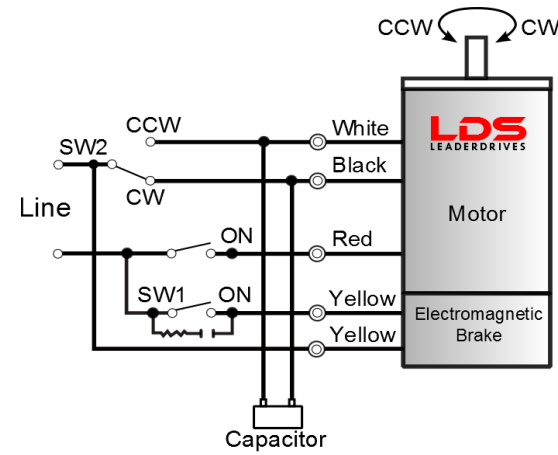 CCW CW
CCW
White
LDS
LEADERDRIVES
SW2
Black
CW
Line
Motor
ON
Red
SW1
ON
Yellow
Electromagnetic
Brake
Yellow
Capacitor